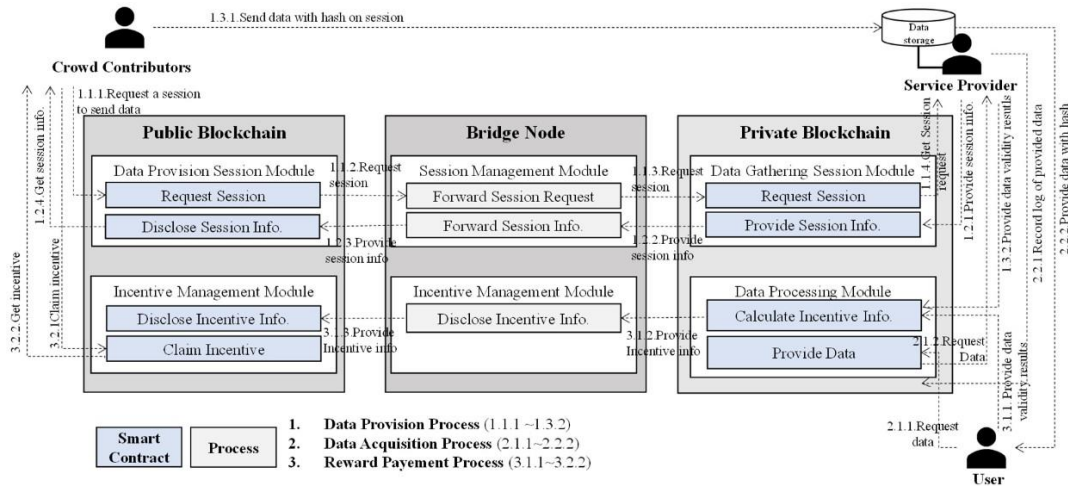 1.3.1.Send data with hash on session
Data
storage
Crowd Contributors
Service Provider
1.1.1.Request a session
to send data
1.2.4.Get session info.
3.2.2.Get incentive
3.2.1Claim incentive
Public Blockchain
Bridge Node
Private Blockchain
Data Provision Session Module
Request Session
Disclose Session Info.
1.1.2.Request
session
1.2.3.Provide
session info
Session Management Module
Forward Session Request
Forward Session Info.
1.1.3.Request
session
1.2.2.Provide
session info
Data Gathering Session Module
Request Session
Provide Session Info.
1.1.4.Get Session
request
1.2.1.Provide session info.
1.3.2.Provide data validity resutls
2.2.1 Record log of provided data
2.2.2 Provide data with hash
Incentive Management Module
Disclose Incentive Info.
Claim Incentive
3.1.3.Provide
Incentive info
Incentive Management Module
Disclose Incentive Info.
3.1.2.Provide
Incentive info
Data Processing Module
Calculate Incentive Info.
Provide Data
2.1.2.Request
Data
3.1.1. Provide data
validity results.
2.1.1.Request
data
User
Smart
Contract
Process
1. Data Provision Process (1.1.1 ~1.3.2)
2. Data Acquisition Process (2.1.1~2.2.2)
3. Reward Payement Process (3.1.1~3.2.2)